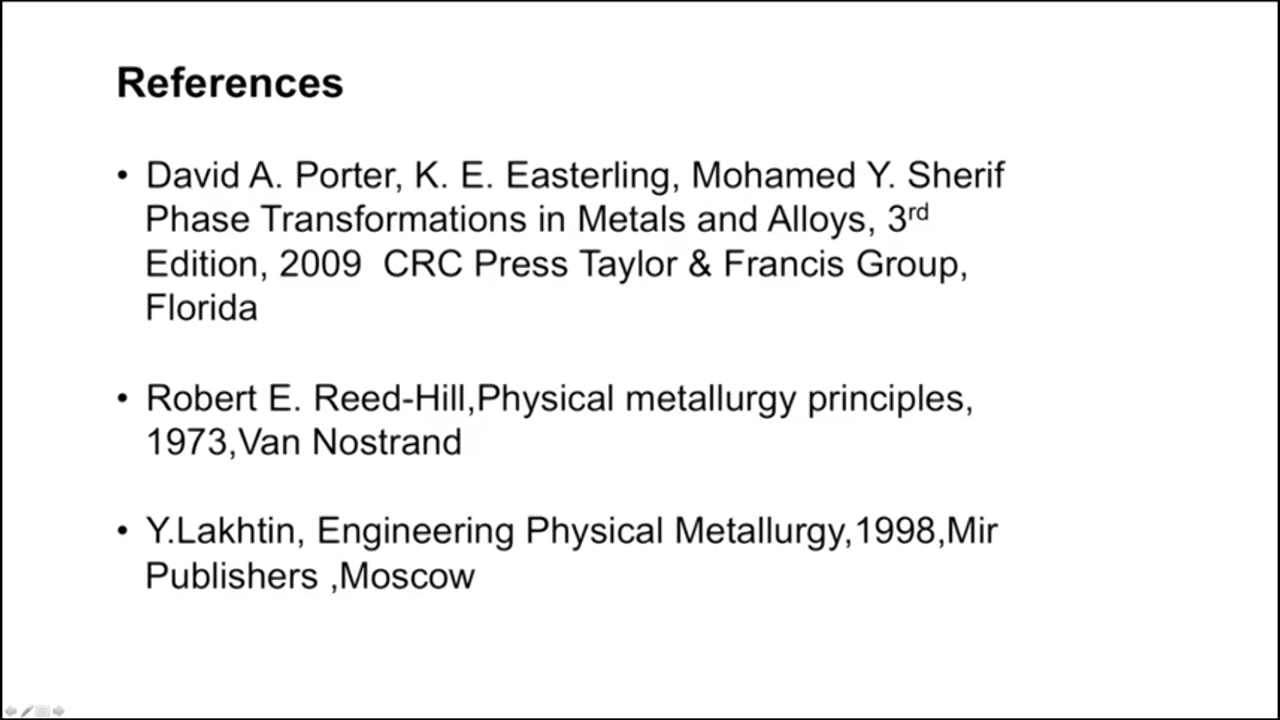 References
• David A. Porter, K. E. Easterling, Mohamed Y. Sherif
Phase Transformations in Metals and Alloys, 3rd
Edition, 2009  CRC Press Taylor & Francis Group,
Florida
• Robert E. Reed-Hill,Physical metallurgy principles,
1973,Van Nostrand
• Y.Lakhtin, Engineering Physical Metallurgy,1998,Mir
Publishers ,Moscow